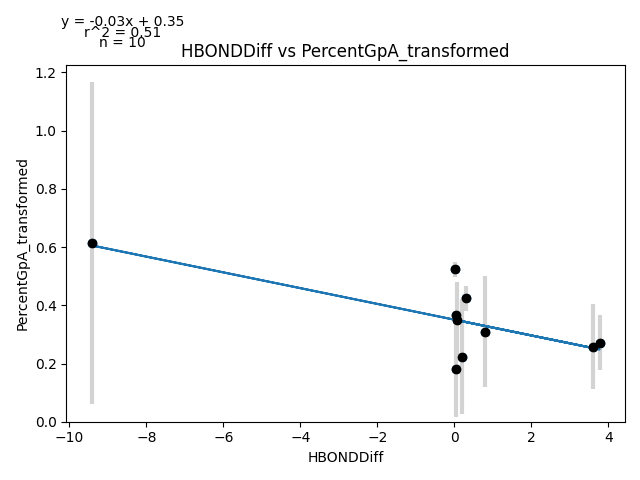 y = -0.03x + 0.35
r^2 = 0.51
n = 10
HBONDDiff vs PercentGpA_transformed
PercentGpA_transformed
1.2
1.0
0.8
0.6
0.4
0.2
0.0
−10
−8
−6
−4
−2
0
2
4
HBONDDiff